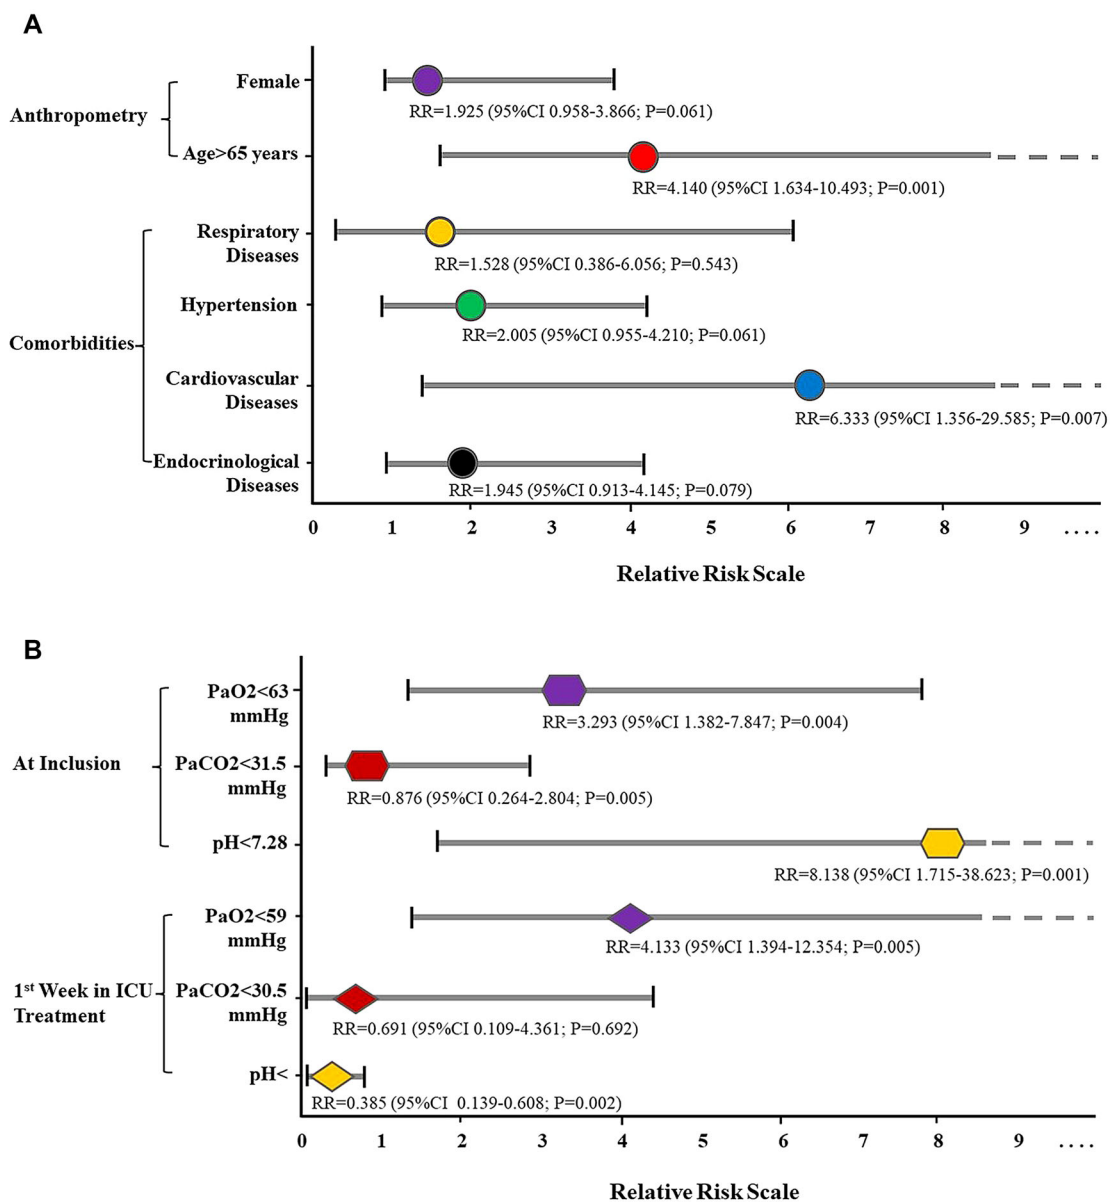 A
Female
Anthropometry
RR=1.925 (95%CI 0.958-3.866; P=0.061)
Age>65 years
RR=4.140 (95%CI 1.634-10.493; P=0.001)
Respiratory
Diseases
RR=1.528 (95%CI 0.386-6.056; P=0.543)
Hypertension
RR=2.005 (95%CI 0.955-4.210; P=0.061)
Comorbidities
Cardiovascular
Diseases
RR=6.333 (95%CI 1.356-29.585; P=0.007)
Endocrinological
Diseases
RR=1.945 (95%CI 0.913-4.145; P=0.079)
0 1 2 3 4 5 6 7 8 9 ....
Relative Risk Scale
B
PaO2<63
mmHg
RR=3.293 (95%CI 1.382-7.847; P=0.004)
At Inclusion
PaCO2<31.5
mmHg
RR=0.876 (95%CI 0.264-2.804; P=0.005)
pH<7.28
RR=8.138 (95%CI 1.715-38.623; P=0.001)
PaO2<59
mmHg
RR=4.133 (95%CI 1.394-12.354; P=0.005)
1st Week in ICU
Treatment
PaCO2<30.5
mmHg
RR=0.691 (95%CI 0.109-4.361; P=0.692)
pH<
RR=0.385 (95%CI 0.139-0.608; P=0.002)
0 1 2 3 4 5 6 7 8 9 ....
Relative Risk Scale